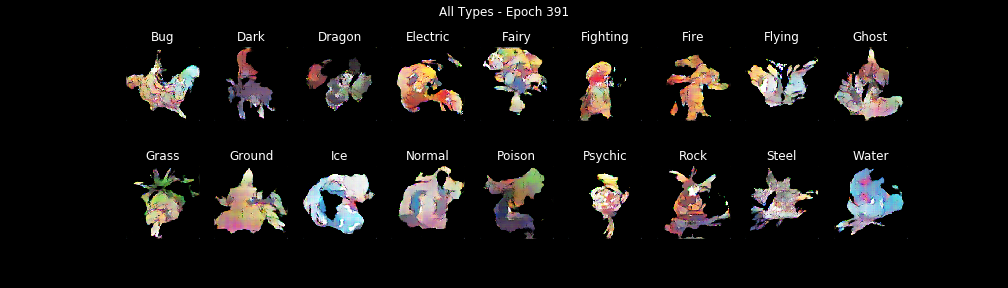 All Types - Epoch 391
Bug Dark Dragon Electric Fairy Fighting Fire Flying Ghost
Grass Ground Ice Normal Poison Psychic Rock Steel Water